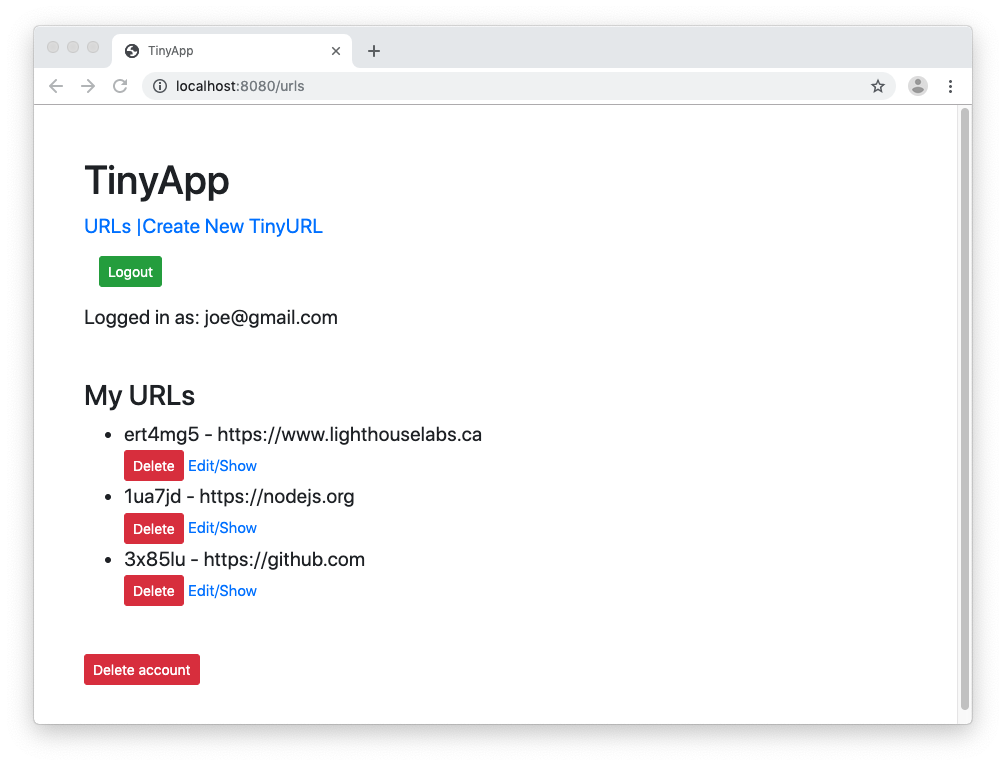 TinyApp
localhost:8080/urls
TinyApp
URLs |Create New TinyURL
Logout
Logged in as: joe@gmail.com
My URLs
ert4mg5 - https://www.lighthouselabs.ca
Delete Edit/Show
1ua7jd - https://nodejs.org
Delete Edit/Show
3x85lu - https://github.com
Delete Edit/Show
Delete account